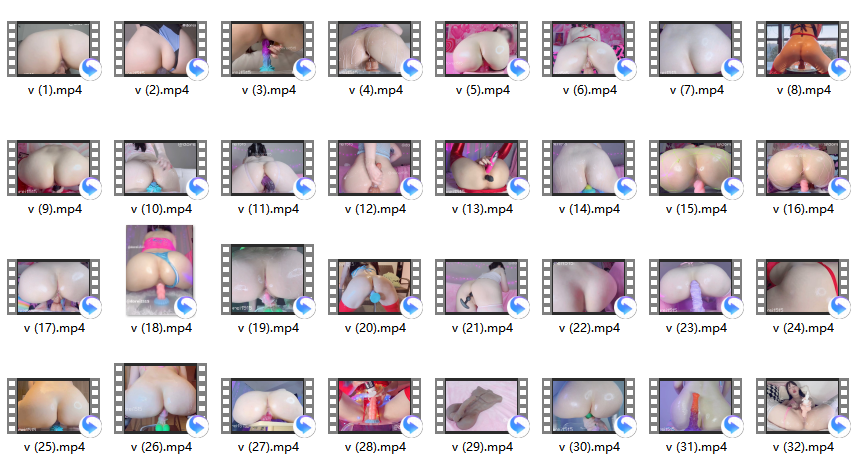 v (1).mp4 v (2).mp4 v (3).mp4 v (4).mp4 v (5).mp4 v (6).mp4 v (7).mp4 v (8).mp4
v (9).mp4 v (10).mp4 v (11).mp4 v (12).mp4 v (13).mp4 v (14).mp4 v (15).mp4 v (16).mp4
v (17).mp4 v (18).mp4 v (19).mp4 v (20).mp4 v (21).mp4 v (22).mp4 v (23).mp4 v (24).mp4
v (25).mp4 v (26).mp4 v (27).mp4 v (28).mp4 v (29).mp4 v (30).mp4 v (31).mp4 v (32).mp4